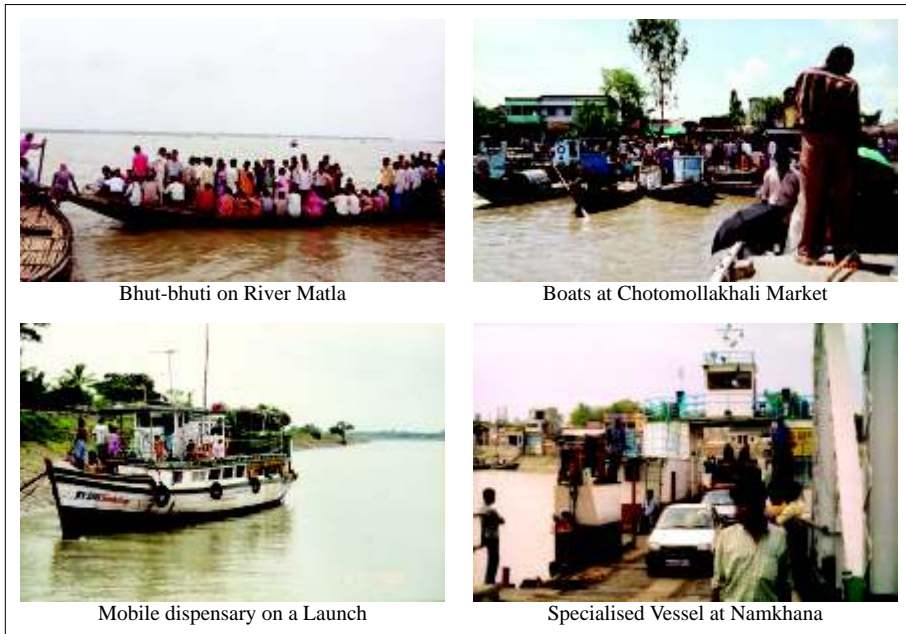 Bhut-bhuti on River Matla
Boats at Chotomollakhali Market
Mobile dispensary on a Launch
Specialised Vessel at Namkhana